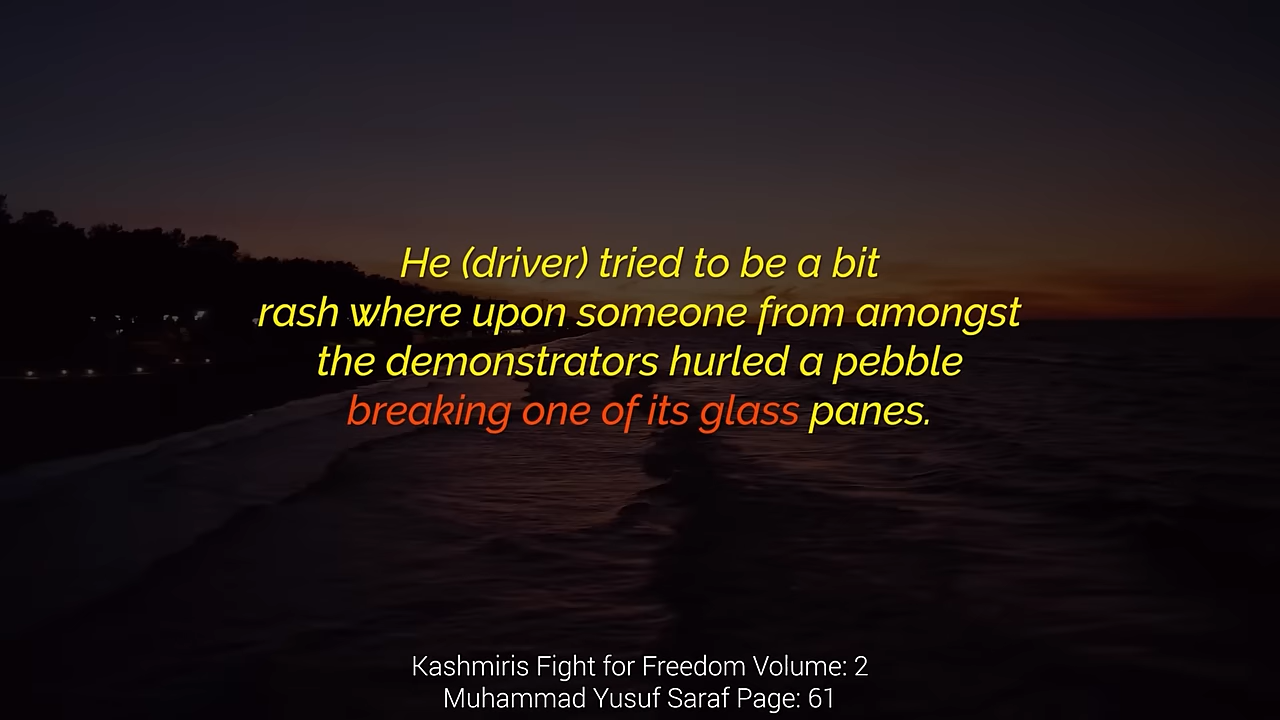 He (driver) tried to be a bit
rash where upon someone from amongst
the demonstrators hurled a pebble
breaking one of its glass panes.
Kashmiris Fight for Freedom Volume: 2
Muhammad Yusuf Saraf Page: 61